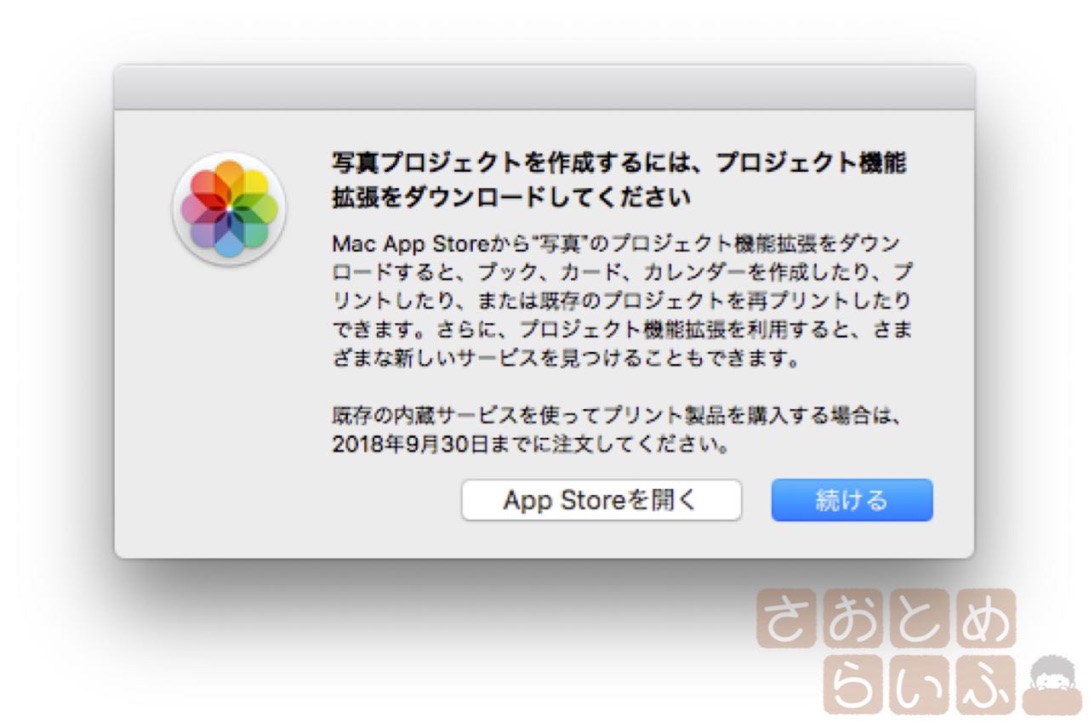 写真プロジェクトを作成するには、プロジェクト機能
拡張をダウンロードしてください
Mac App Storeから"写真"のプロジェクト機能拡張をダウン
ロードすると、ブック、カード、カレンダーを作成したり、プ
リントしたり、または既存のプロジェクトを再プリントしたり
できます。さらに、プロジェクト機能拡張を利用すると、さま
ざまな新しいサービスを見つけることもできます。
既存の内蔵サービスを使ってプリント製品を購入する場合は、
2018年9月30日までに注文してください。
App Storeを開く
続ける
さおとめ
らいふ